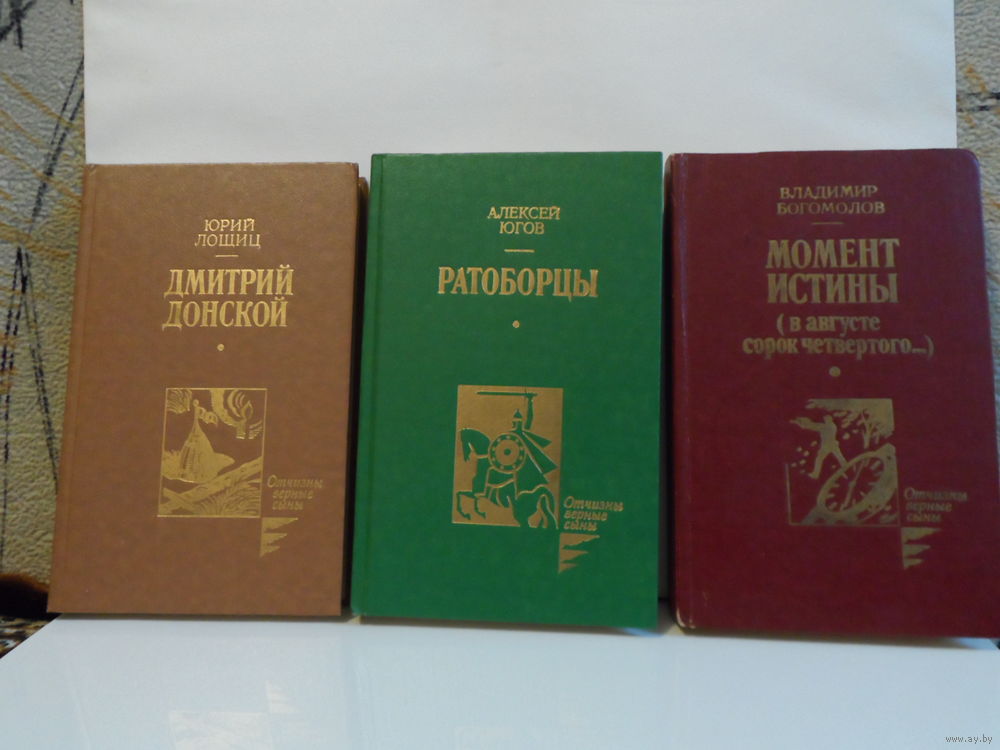 ЮРИЙ
ЛОЩИЦ
ДМИТРИЙ
ДОНСКОЙ
Отчизны
верные
сыны
АЛЕКСЕЙ
ЮГОВ
РАТОБОРЦЫ
Отчизны
верные
сыны
ВЛАДИМИР
БОГОМОЛОВ
МОМЕНТ
ИСТИНЫ
(в августе
сорок четвертого...)
Отчизны
верные
сыны
www.ay.by